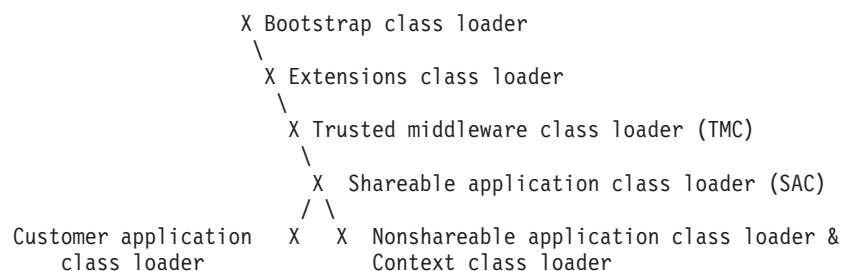 X Bootstrap class loader
\
X Extensions class loader
\
X Trusted middleware class loader (TMC)
\
X Shareable application class loader (SAC)
/ \
Customer application X X Nonshareable application class loader &
class loader Context class loader